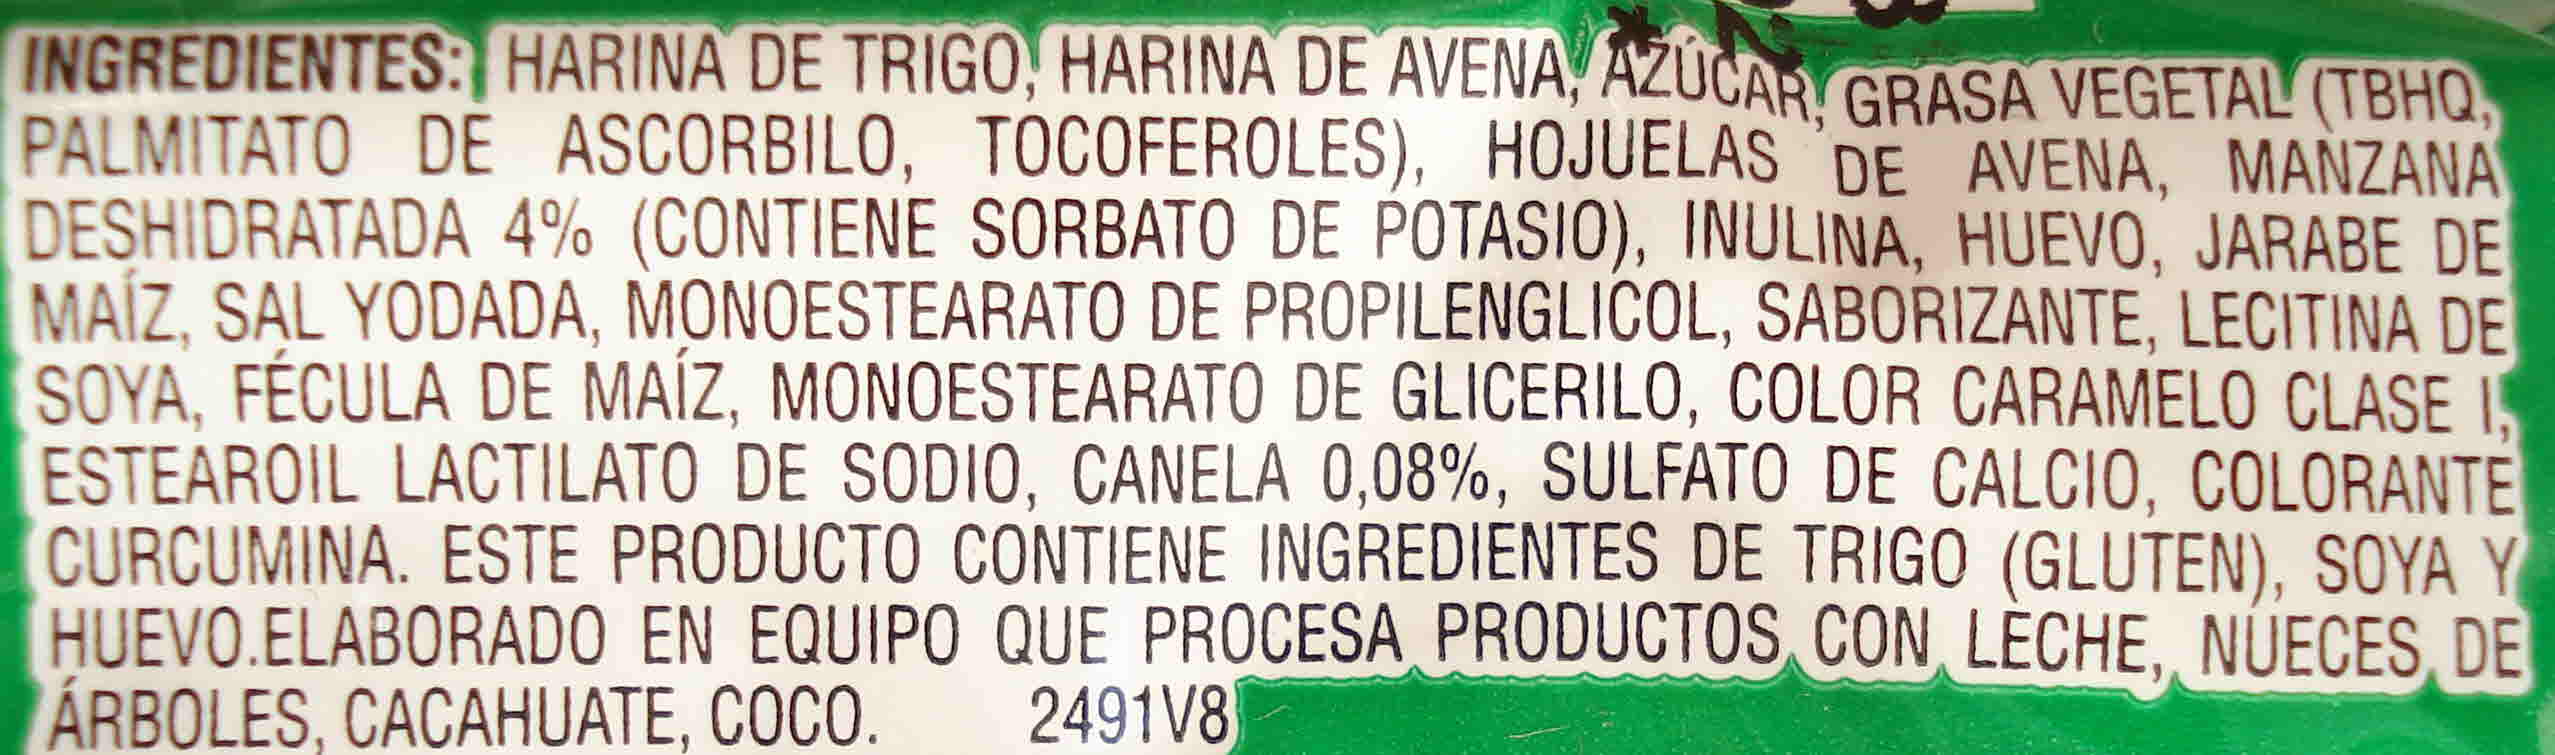 INGREDIENTES: HARINA DE TRIGO, HARINA DE AVENA, AZÚCAR, GRASA VEGETAL (TBHQ,
PALMITATO DE ASCORBILO, TOCOFEROLES), HOJUELAS DE AVENA, MANZANA
DESHIDRATADA 4% (CONTIENE SORBATO DE POTASIO), INULINA, HUEVO, JARABE DE
MAÍZ, SAL YODADA, MONOESTEARATO DE PROPILENGLICOL, SABORIZANTE, LECITINA DE
SOYA, FÉCULA DE MAÍZ, MONOESTEARATO DE GLICERILO, COLOR CARAMELO CLASE I,
ESTEAROIL LACTILATO DE SODIO, CANELA 0,08%, SULFATO DE CALCIO, COLORANTE
CURCUMINA. ESTE PRODUCTO CONTIENE INGREDIENTES DE TRIGO (GLUTEN), SOYA Y
HUEVO.ELABORADO EN EQUIPO QUE PROCESA PRODUCTOS CON LECHE, NUECES DE
ÁRBOLES, CACAHUATE, COCO. 2491V8